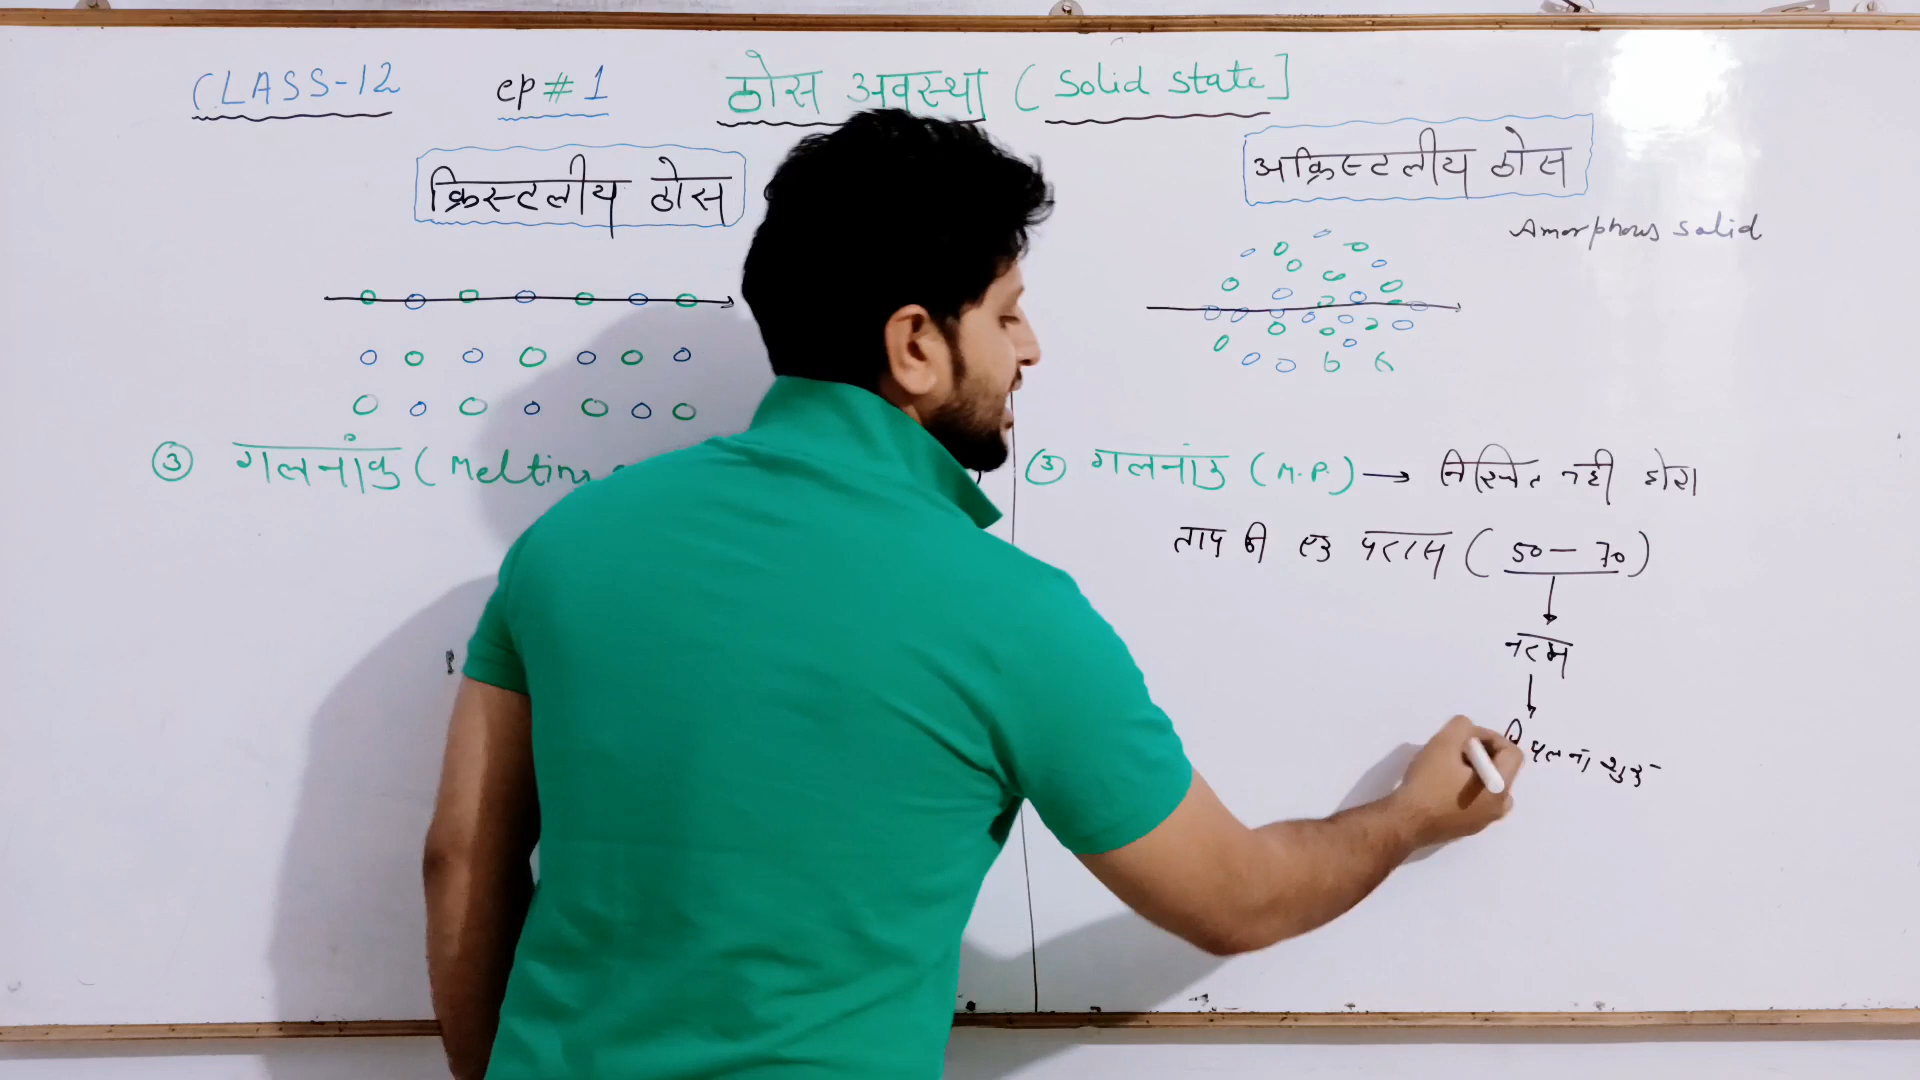 CLASS-12 ep # 1 ठोस अवस्था ( Solid state ]
क्रिस्टलीय ठोस
अक्रिस्टलीय ठोस
Amorphous solid
③ गलनांक ( Melting
③ गलनांक ( M.P. ) → निश्चित नही होता
ताप की एक परास ( 50 – 70 )
नरम
पिघलना शुरू